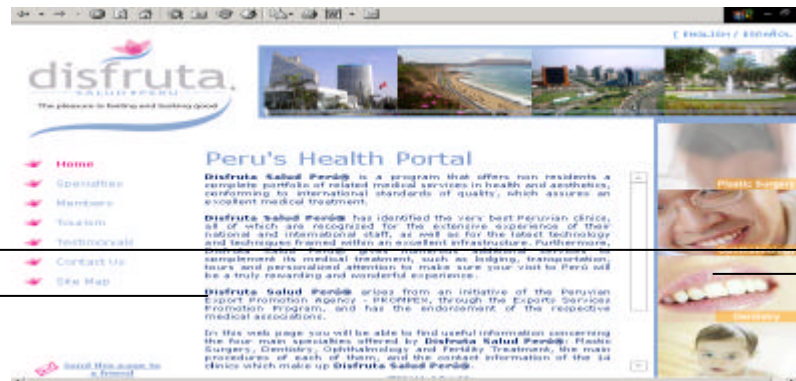 [ ENGLISH / ESPAÑOL
disfruta.
SALUD PERU
The pleasure is feeling and looking good
Home
Specialties
Members
Tourism
Testimonials
Contact Us
Site Map
Send this page to
a friend
Peru's Health Portal
Disfruta Salud Perú® is a program that offers non residents a
complete portfolio of related medical services in health and aesthetics,
conforming to international standards of quality, which assures an
excellent medical treatment.
Disfruta Salud Perú® has identified the very best Peruvian clinics,
all of which are recognized for the extensive experience of their
national and international staff, as well as for the latest technology
and techniques framed within an excellent infrastructure. Furthermore,
Disfruta Salud Perú® gives numerous additional services to
complement its medical treatment, such as lodging, transportation,
tours and personalized attention to make sure your visit to Perú will
be a truly rewarding and wonderful experience.
Disfruta Salud Perú® arises from an initiative of the Peruvian
Export Promotion Agency - PROMPEX, through the Exports Services
Promotion Program, and has the endorsement of the respective
medical associations.
In this web page you will be able to find useful information concerning
the four main specialties offered by Disfruta Salud Perú®: Plastic
Surgery, Dentistry, Ophthalmology and Fertility Treatment, the main
procedures of each of them, and the contact information of the 14
clinics which make up Disfruta Salud Perú®.
Plastic Surgery
Dentistry